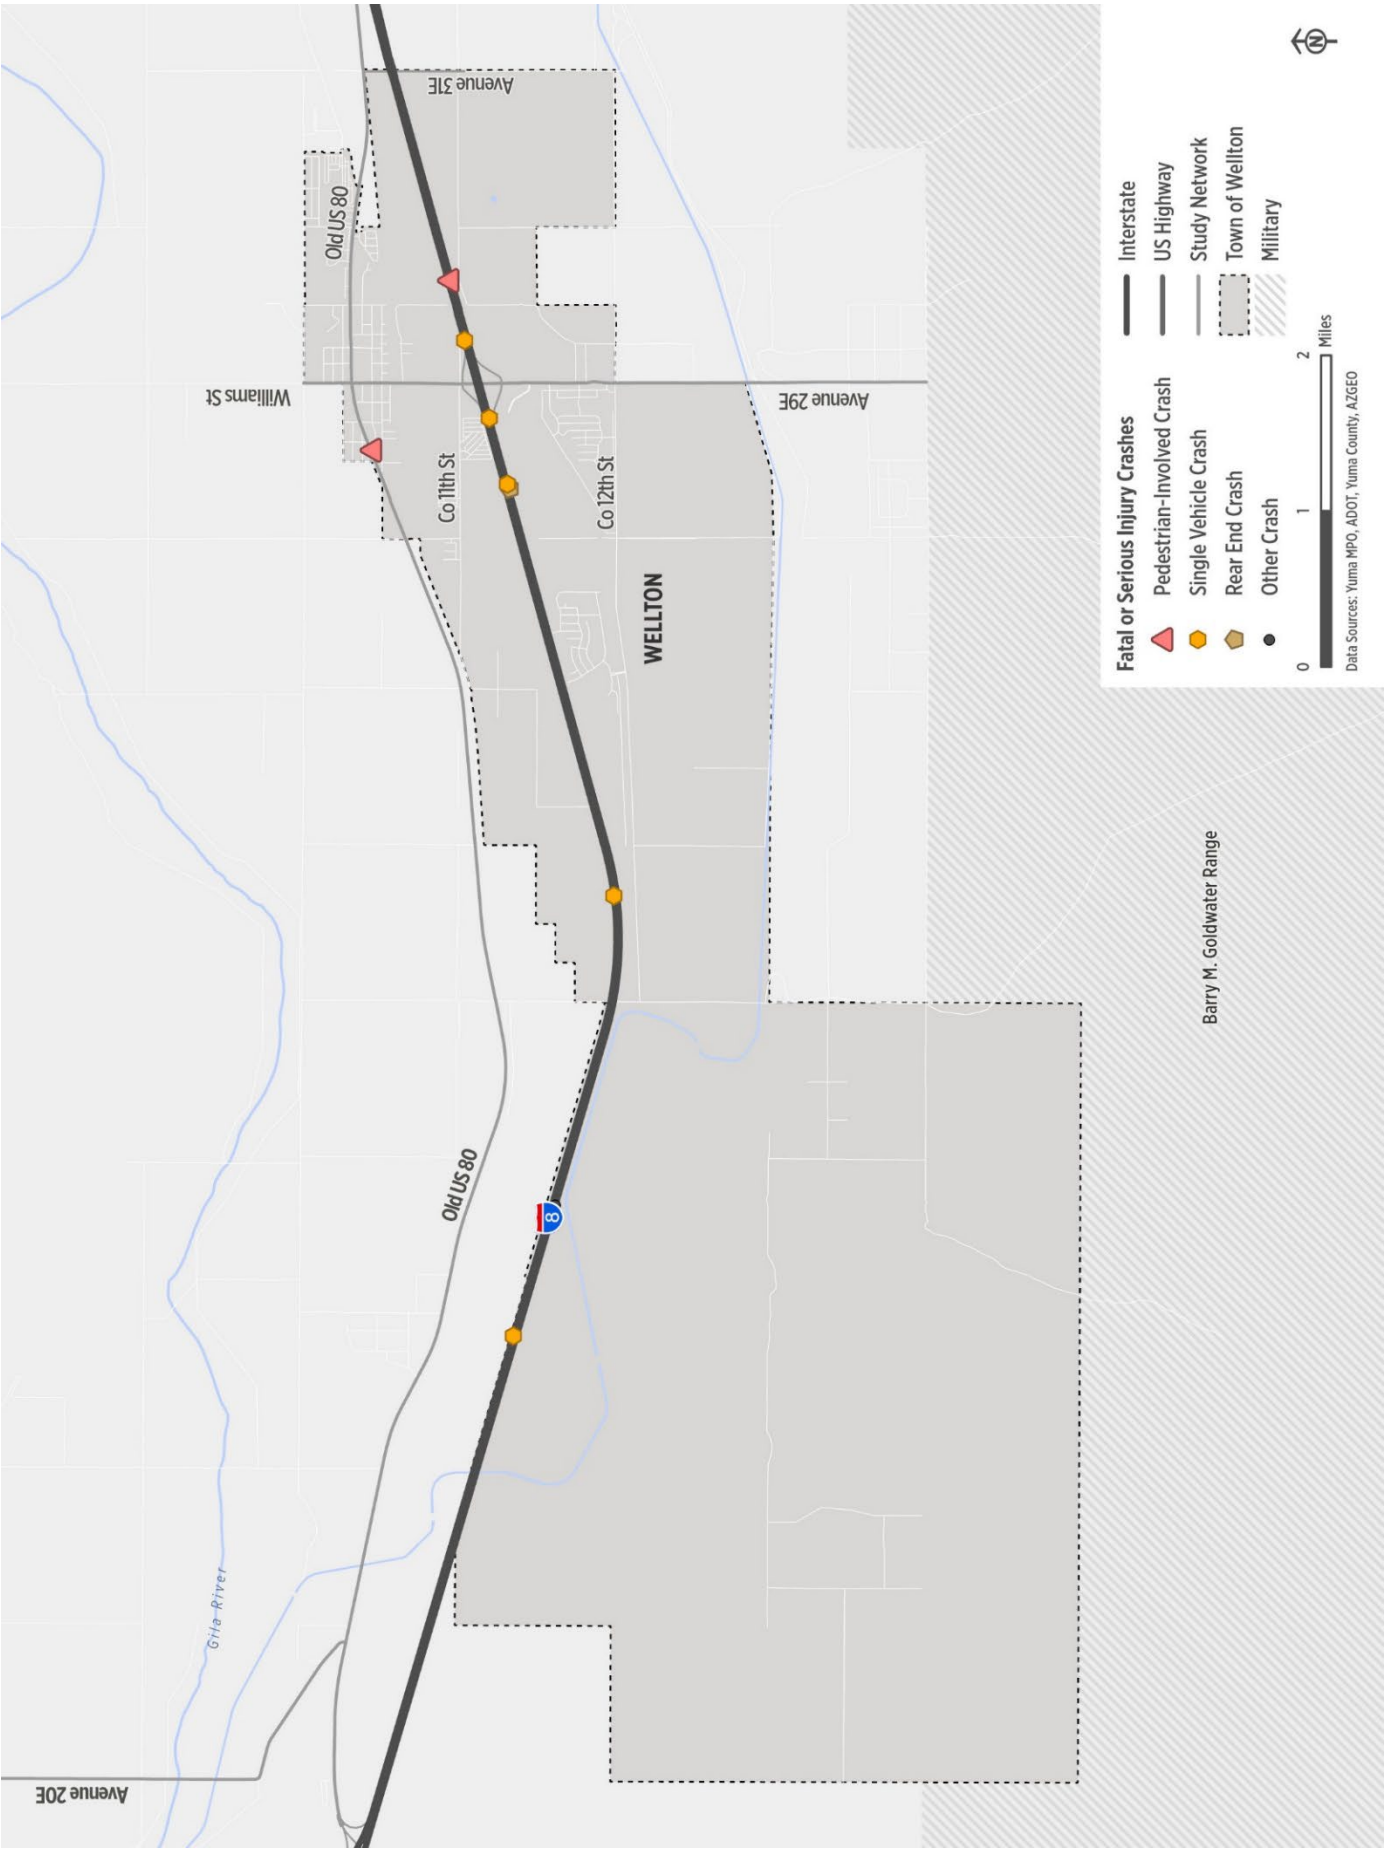 Avenue 20E
Gila River
Old US 80
8
Williams St
Old US 80
Avenue 31E
Co 11th St
Co 12th St
WELLTON
Avenue 29E
Barry M. Goldwater Range
N
Fatal or Serious Injury Crashes
Pedestrian-Involved Crash
Single Vehicle Crash
Rear End Crash
Other Crash
Interstate
US Highway
Study Network
Town of Wellton
Military
0 1 2 Miles
Data Sources: Yuma MPO, ADOT, Yuma County, AZGEO